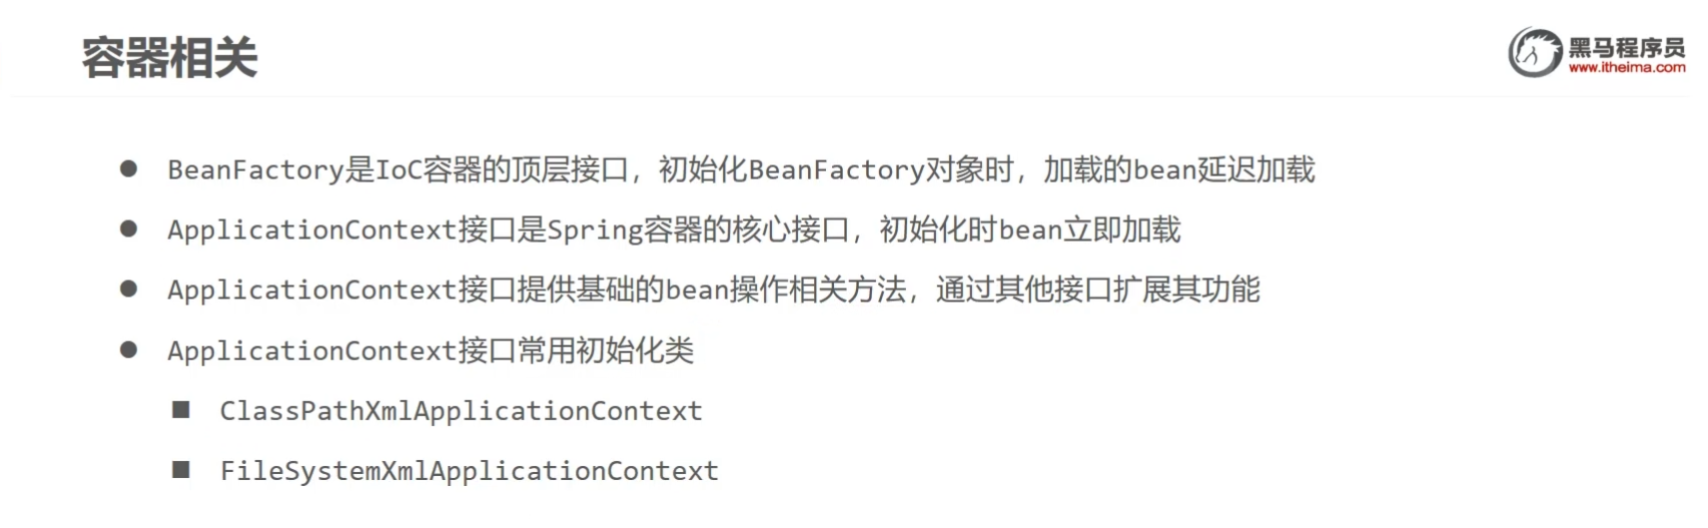 容器相关
黑马程序员
www.itheima.com
● BeanFactory是IoC容器的顶层接口，初始化BeanFactory对象时，加载的bean延迟加载
● ApplicationContext接口是Spring容器的核心接口，初始化时bean立即加载
● ApplicationContext接口提供基础的bean操作相关方法，通过其他接口扩展其功能
● ApplicationContext接口常用初始化类
■ ClassPathXmlApplicationContext
■ FileSystemXmlApplicationContext